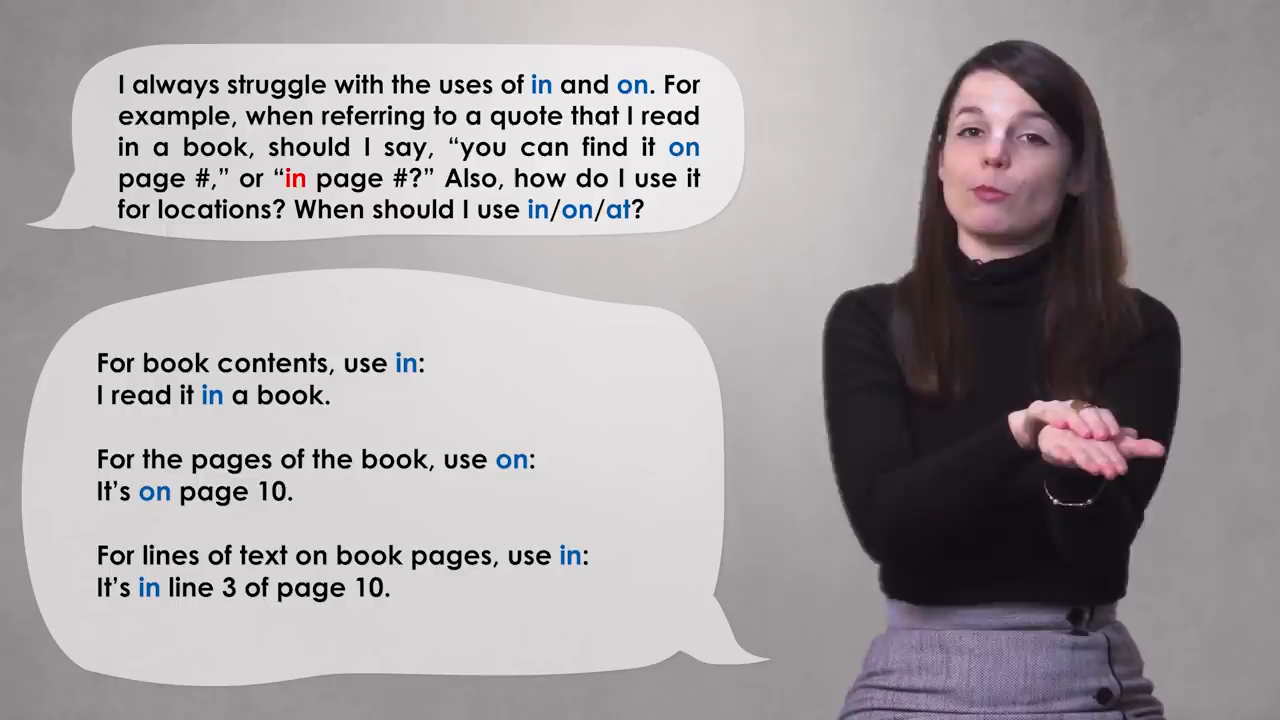 I always struggle with the uses of in and on. For
example, when referring to a quote that I read
in a book, should I say, “you can find it on
page #,” or “in page #?” Also, how do I use it
for locations? When should I use in/on/at?
For book contents, use in:
I read it in a book.
For the pages of the book, use on:
It’s on page 10.
For lines of text on book pages, use in:
It’s in line 3 of page 10.